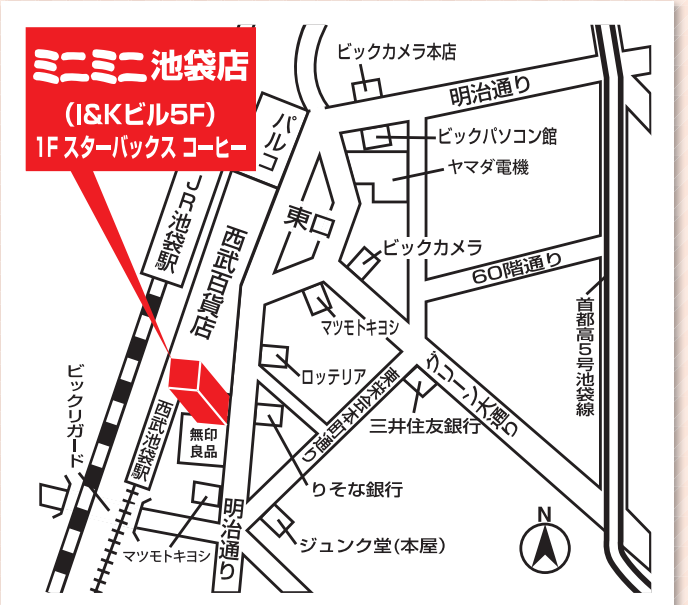 ミニミニ池袋店
(I&Kビル5F)
1F スターバックス コーヒー
ビックカメラ本店
明治通り
パルコ
ビックパソコン館
ヤマダ電機
JR池袋駅
東口
西武百貨店
ビックカメラ
60階通り
マツモトキヨシ
首都高5号池袋線
ロッテリア
グリーン大通り
東栄会本町通り
ビックリガード
西武池袋駅
無印
良品
三井住友銀行
りそな銀行
明治通り
マツモトキヨシ
ジュンク堂(本屋)
N